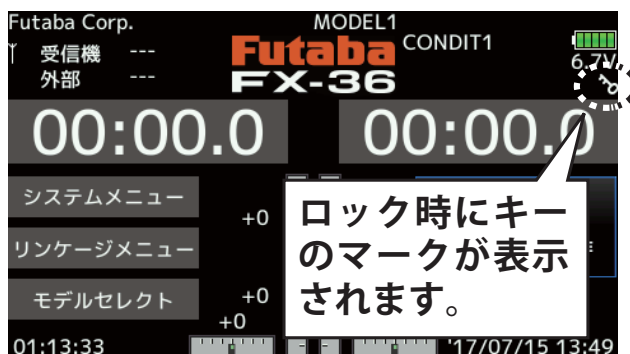 Futaba Corp.
MODEL1
受信機 ---
外部 ---
Futaba
FX-36
CONDIT1
6.7V
00:00.0
00:00.0
システムメニュー
リンケージメニュー
モデルセレクト
+0
+0
+0
ロック時にキー
のマークが表示
されます。
01:13:33
'17/07/15 13:49